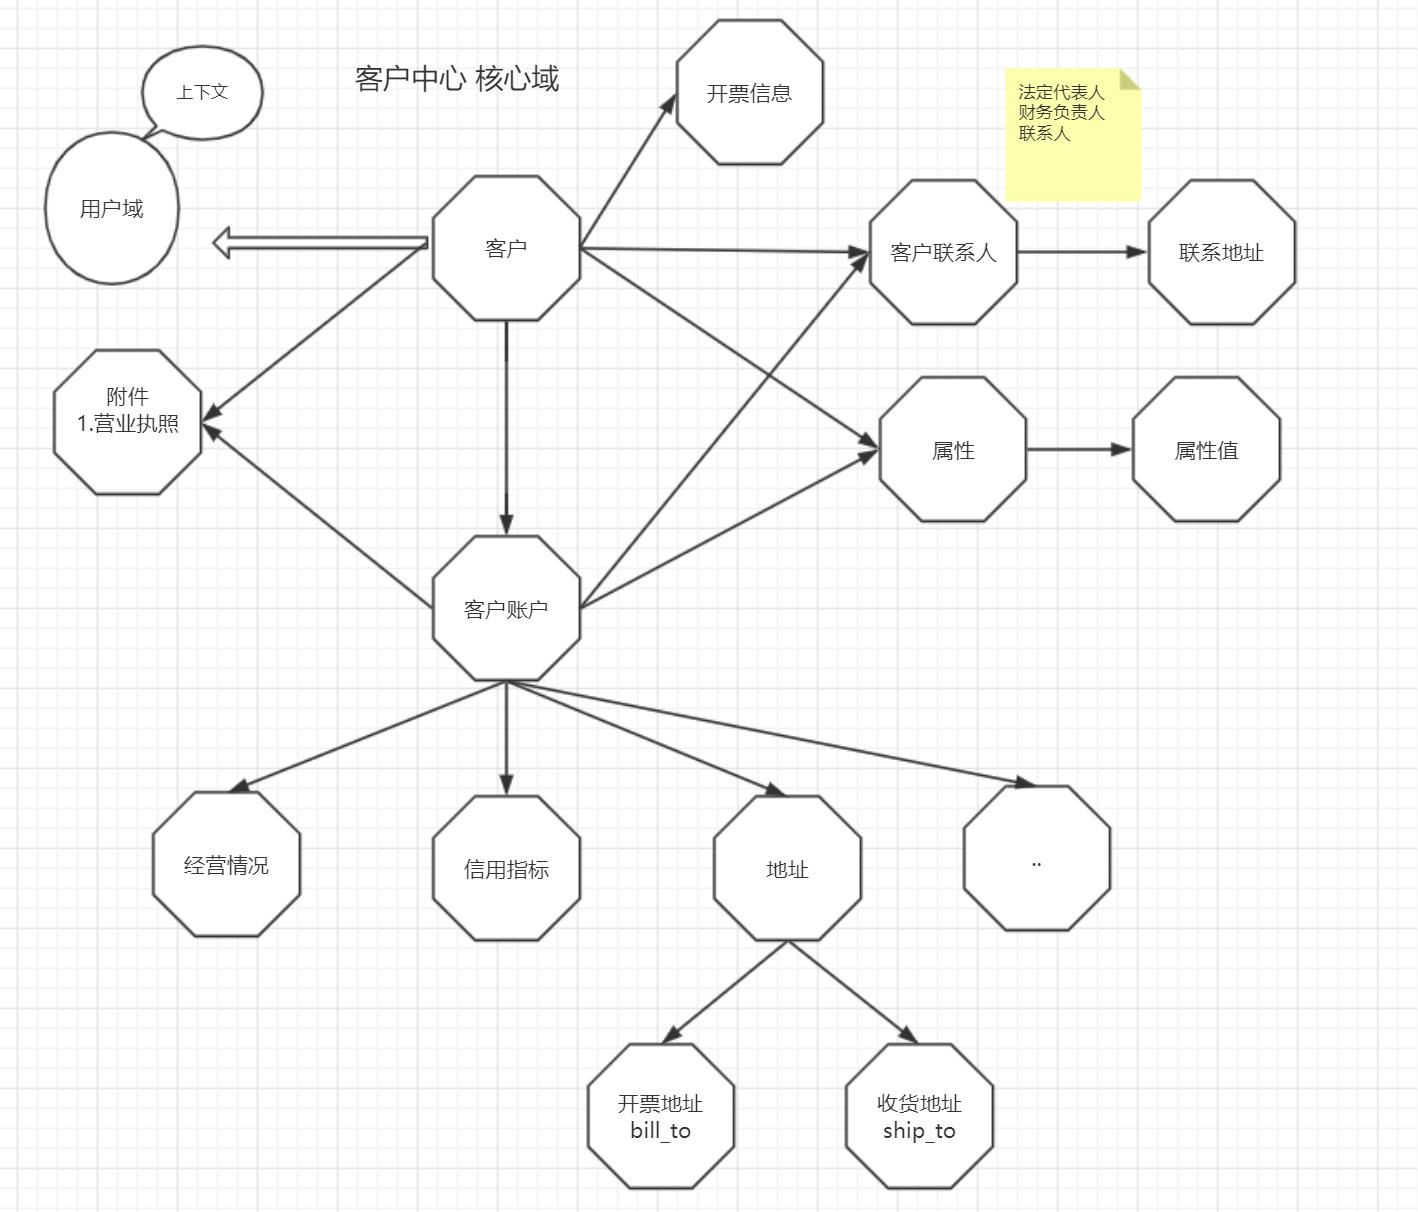 客户中心 核心域
上下文
用户域
开票信息
法定代表人
财务负责人
联系人
客户
客户联系人
联系地址
附件
1.营业执照
属性
属性值
客户账户
经营情况
信用指标
地址
..
开票地址
bill_to
收货地址
ship_to